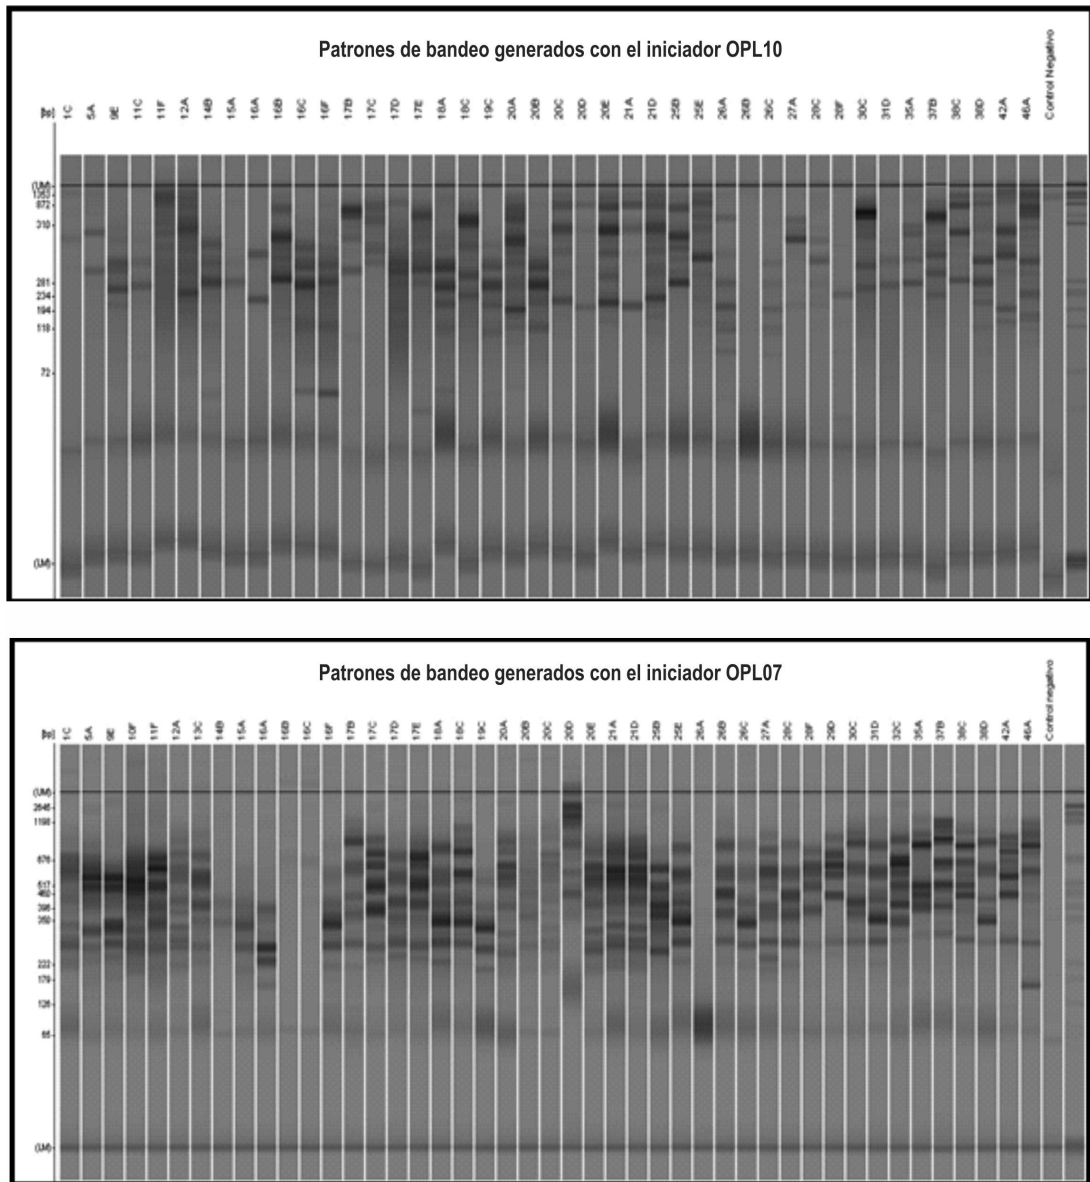 Patrones de bandeo generados con el iniciador OPL10
[bp] 1C 5A 9E 11C 11F 12A 14B 15A 16A 16B 16C 16F 17B 17C 17D 17E 18A 18C 19C 20A 20B 20C 20D 20E 21A 21D 25B 25E 26A 26B 26C 27A 28C 28F 30C 31D 35A 37B 38C 38D 42A 46A Control Negativo
(UM)
1353
872
310
281
234
194
118
72
(LM)
Patrones de bandeo generados con el iniciador OPL07
[bp] 1C 5A 9E 10F 11F 12A 13C 14B 15A 16A 16B 16C 16F 17B 17C 17D 17E 18A 18C 19C 20A 20B 20C 20D 20E 21A 21D 25B 25E 26A 26B 26C 27A 28C 28F 29D 30C 31D 32C 35A 37B 38C 38D 42A 46A Control negativo
(UM)
1198
676
517
350
222
179
126
(LM)